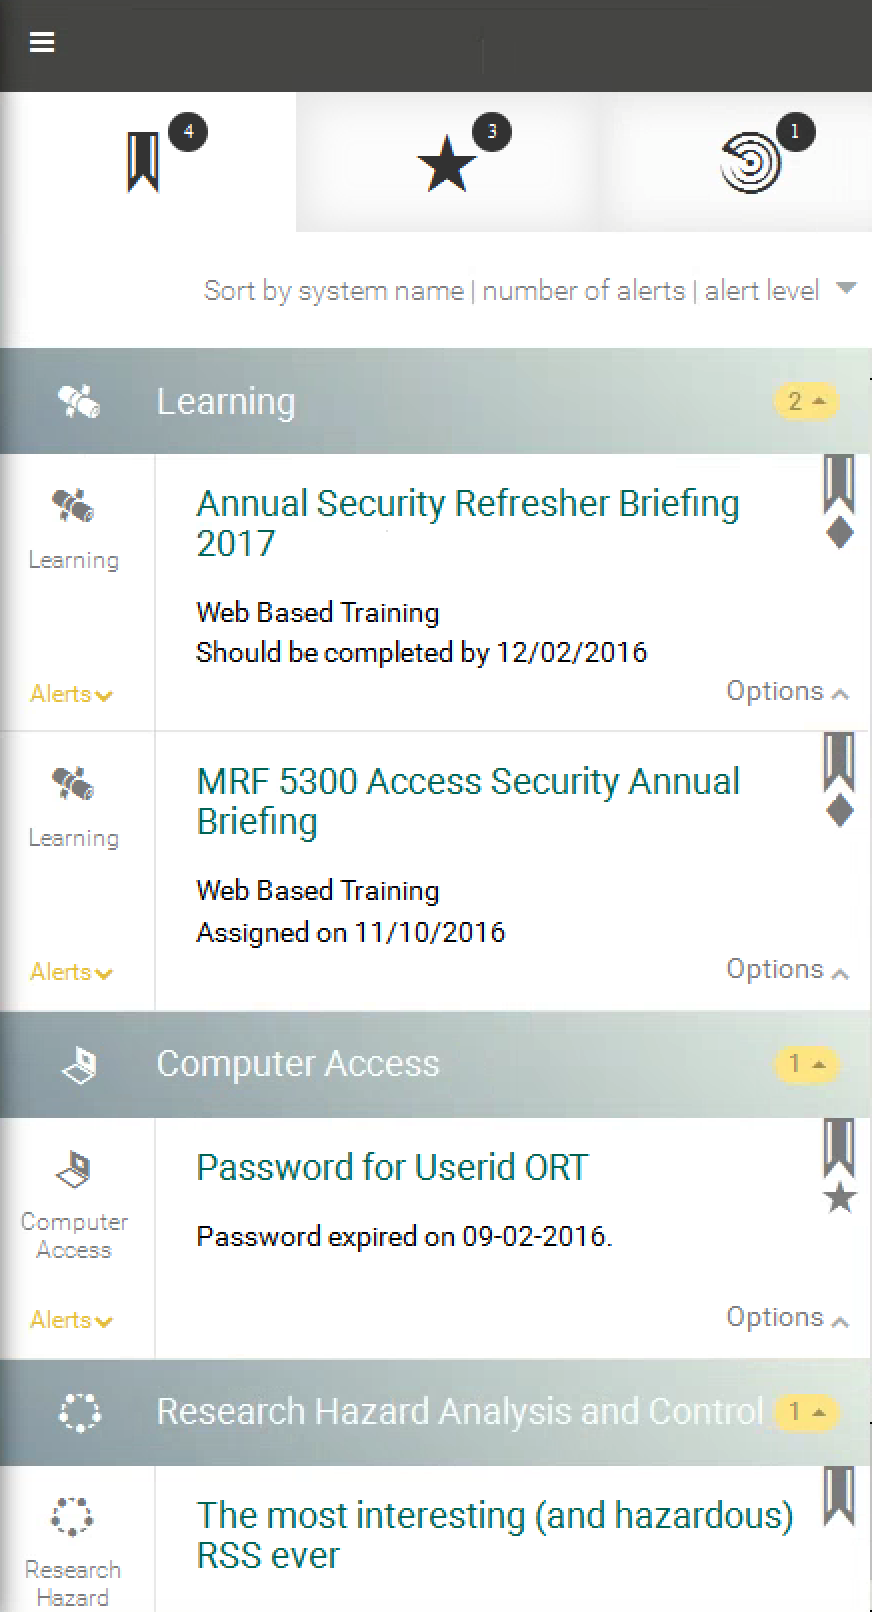 4
3
1
Sort by system name | number of alerts | alert level
Learning
2
Annual Security Refresher Briefing
2017
Learning
Web Based Training
Should be completed by 12/02/2016
Alerts
Options
MRF 5300 Access Security Annual
Briefing
Learning
Web Based Training
Assigned on 11/10/2016
Alerts
Options
Computer Access
1
Password for Userid ORT
Computer
Access
Password expired on 09-02-2016.
Alerts
Options
Research Hazard Analysis and Control
1
The most interesting (and hazardous)
RSS ever
Research
Hazard